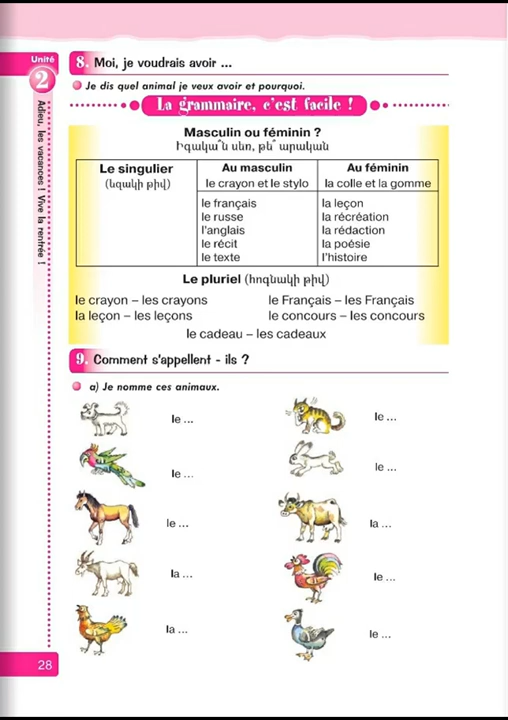 Unité
2
Adieu, les vacances ! Vive la rentrée !
8. Moi, je voudrais avoir ...
Je dis quel animal je veux avoir et pourquoi.
La grammaire, c'est facile !
Masculin ou féminin ?
Իգակա՞ն սեռ, թե՞ արական
Le singulier
(եզակի թիվ)
Au masculin
le crayon et le stylo
Au féminin
la colle et la gomme
le français
le russe
l'anglais
le récit
le texte
la leçon
la récréation
la rédaction
la poésie
l'histoire
Le pluriel (հոգնակի թիվ)
le crayon – les crayons
le Français – les Français
la leçon – les leçons
le concours – les concours
le cadeau – les cadeaux
9. Comment s'appellent - ils ?
a) Je nomme ces animaux.
le ...
le ...
le ...
le ...
le ...
la ...
la ...
le ...
la ...
le ...
28